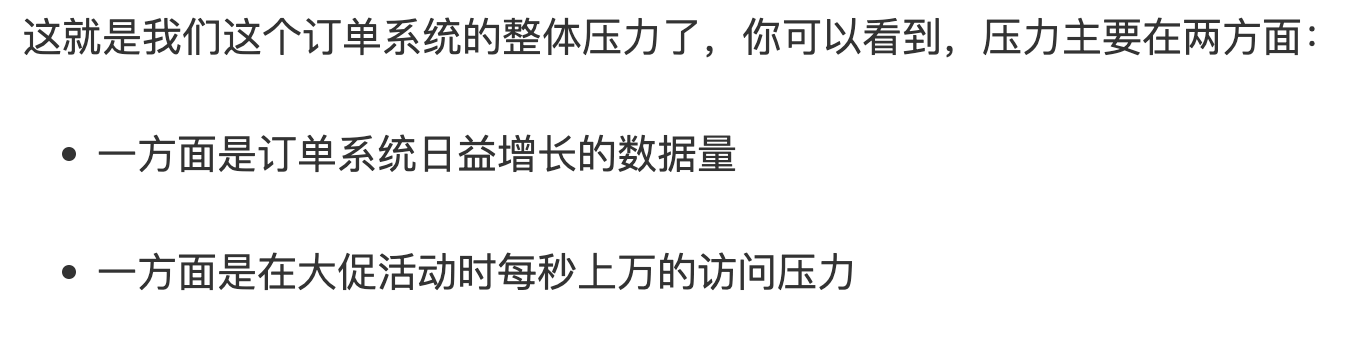 这就是我们这个订单系统的整体压力了，你可以看到，压力主要在两方面：
• 一方面是订单系统日益增长的数据量
• 一方面是在大促活动时每秒上万的访问压力